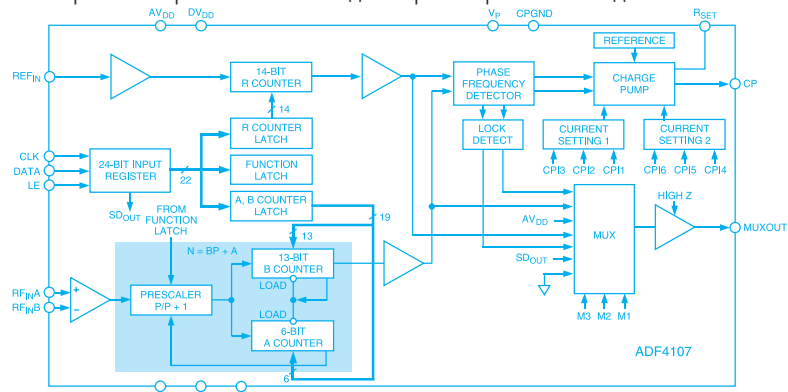 AVDD DVDD VP CPGND RSET
REFERENCE
REFIN
14-BIT
R COUNTER
PHASE
FREQUENCY
DETECTOR
CHARGE
PUMP
CP
14
R COUNTER
LATCH
LOCK
DETECT
CURRENT
SETTING 1
CURRENT
SETTING 2
CLK
DATA
LE
24-BIT INPUT
REGISTER
22
FUNCTION
LATCH
CPI3 CPI2 CPI1
CPI6 CPI5 CPI4
SDOUT
A, B COUNTER
LATCH
19
HIGH Z
FROM
FUNCTION
LATCH
AVDD
MUX
MUXOUT
13
N = BP + A
13-BIT
B COUNTER
SDOUT
LOAD
RFINA
RFINB
+
−
PRESCALER
P/P + 1
LOAD
6-BIT
A COUNTER
M3 M2 M1
6
ADF4107